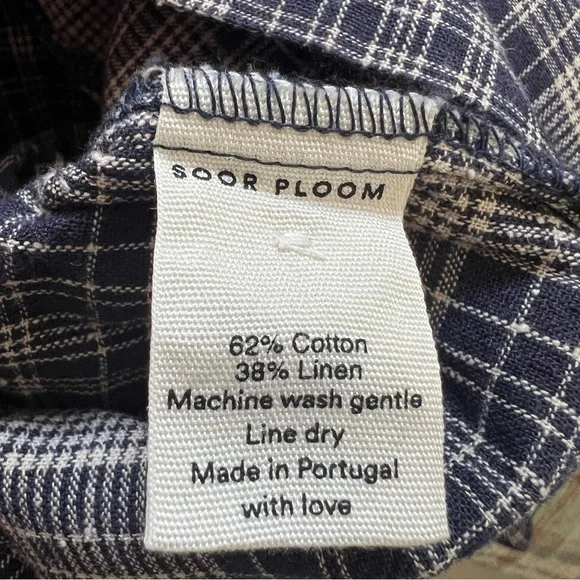 SOOR PLOOM
62% Cotton
38% Linen
Machine wash gentle
Line dry
Made in Portugal
with love